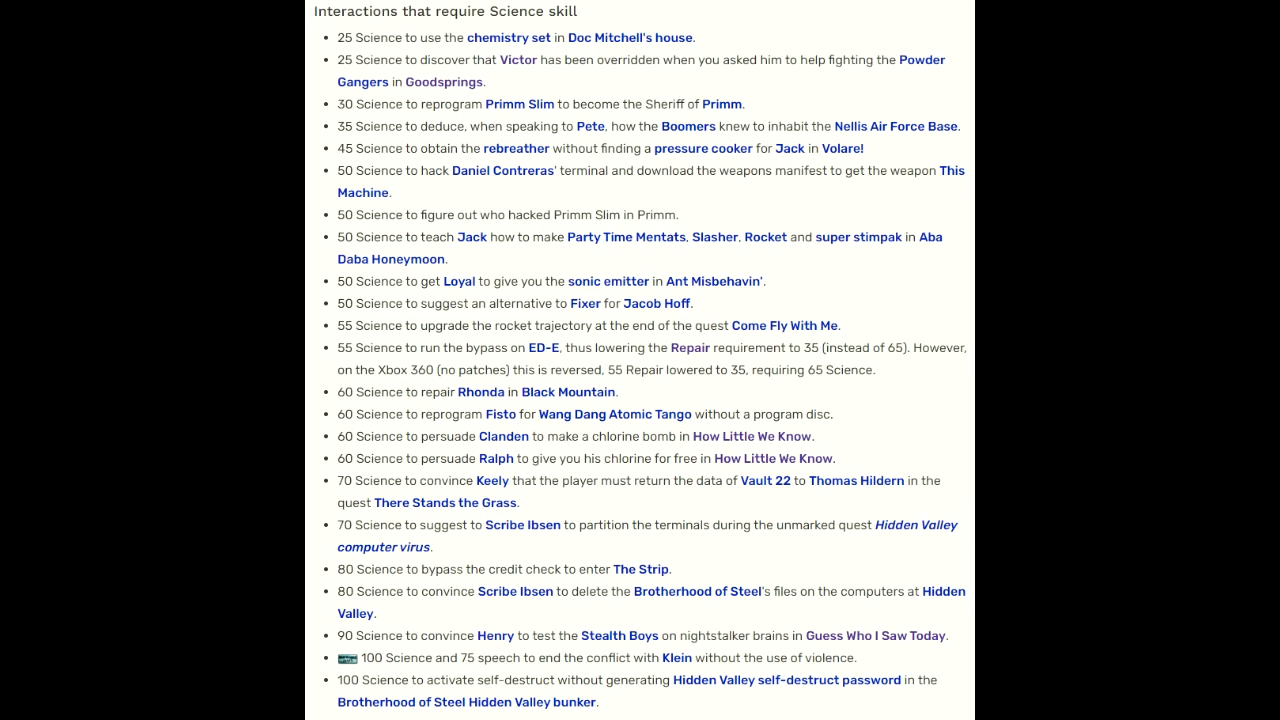 Interactions that require Science skill
• 25 Science to use the chemistry set in Doc Mitchell's house.
• 25 Science to discover that Victor has been overridden when you asked him to help fighting the Powder
Gangers in Goodsprings.
• 30 Science to reprogram Primm Slim to become the Sheriff of Primm.
• 35 Science to deduce, when speaking to Pete, how the Boomers knew to inhabit the Nellis Air Force Base.
• 45 Science to obtain the rebreather without finding a pressure cooker for Jack in Volare!
• 50 Science to hack Daniel Contreras' terminal and download the weapons manifest to get the weapon This
Machine.
• 50 Science to figure out who hacked Primm Slim in Primm.
• 50 Science to teach Jack how to make Party Time Mentats, Slasher, Rocket and super stimpak in Aba
Daba Honeymoon.
• 50 Science to get Loyal to give you the sonic emitter in Ant Misbehavin'.
• 50 Science to suggest an alternative to Fixer for Jacob Hoff.
• 55 Science to upgrade the rocket trajectory at the end of the quest Come Fly With Me.
• 55 Science to run the bypass on ED-E, thus lowering the Repair requirement to 35 (instead of 65). However,
on the Xbox 360 (no patches) this is reversed, 55 Repair lowered to 35, requiring 65 Science.
• 60 Science to repair Rhonda in Black Mountain.
• 60 Science to reprogram Fisto for Wang Dang Atomic Tango without a program disc.
• 60 Science to persuade Clanden to make a chlorine bomb in How Little We Know.
• 60 Science to persuade Ralph to give you his chlorine for free in How Little We Know.
• 70 Science to convince Keely that the player must return the data of Vault 22 to Thomas Hildern in the
quest There Stands the Grass.
• 70 Science to suggest to Scribe Ibsen to partition the terminals during the unmarked quest Hidden Valley
computer virus.
• 80 Science to bypass the credit check to enter The Strip.
• 80 Science to convince Scribe Ibsen to delete the Brotherhood of Steel's files on the computers at Hidden
Valley.
• 90 Science to convince Henry to test the Stealth Boys on nightstalker brains in Guess Who I Saw Today.
• 100 Science and 75 speech to end the conflict with Klein without the use of violence.
• 100 Science to activate self-destruct without generating Hidden Valley self-destruct password in the
Brotherhood of Steel Hidden Valley bunker.